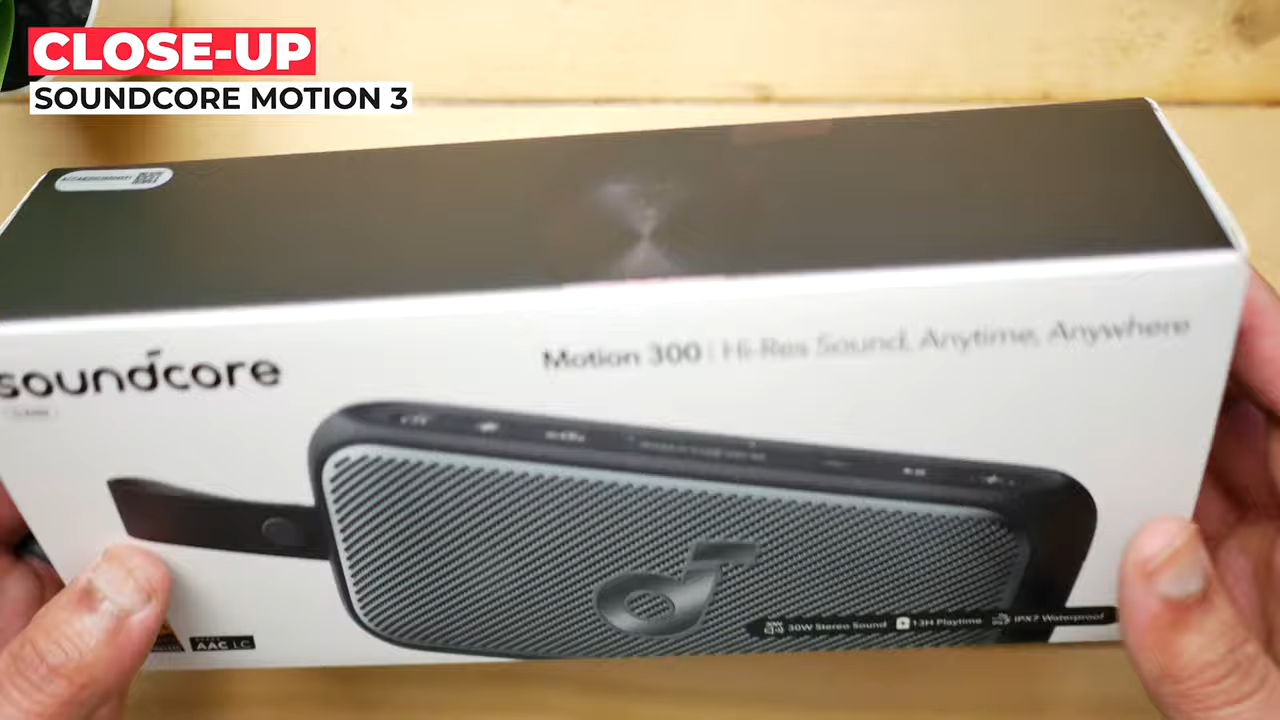 CLOSE-UP
SOUNDCORE MOTION 3
soundcore
Motion 300 | Hi-Res Sound, Anytime, Anywhere
AAC LC
30W Stereo Sound 13H Playtime IPX7 Waterproof